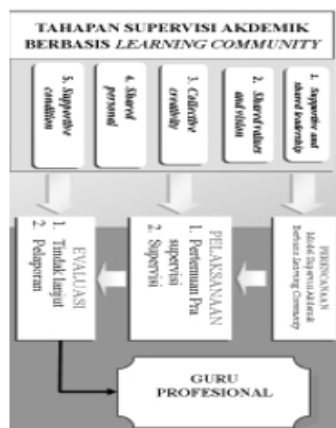 TAHAPAN SUPERVISI AKDEMIK
BERBASIS LEARNING COMMUNITY
1. Supportive and
shared leadership
2. Shared values
and vision
3. Collective
creativity
4. Shared
personal
5. Supportive
condition
PERENCANAAN
Model Supervisi Akademik
Berbasis Learning Community
PELAKSANAAN
1. Pertemuan Pra
supervisi
2. Supervisi
EVALUASI
1. Tindak lanjut
2. Pelaporan
GURU
PROFESIONAL